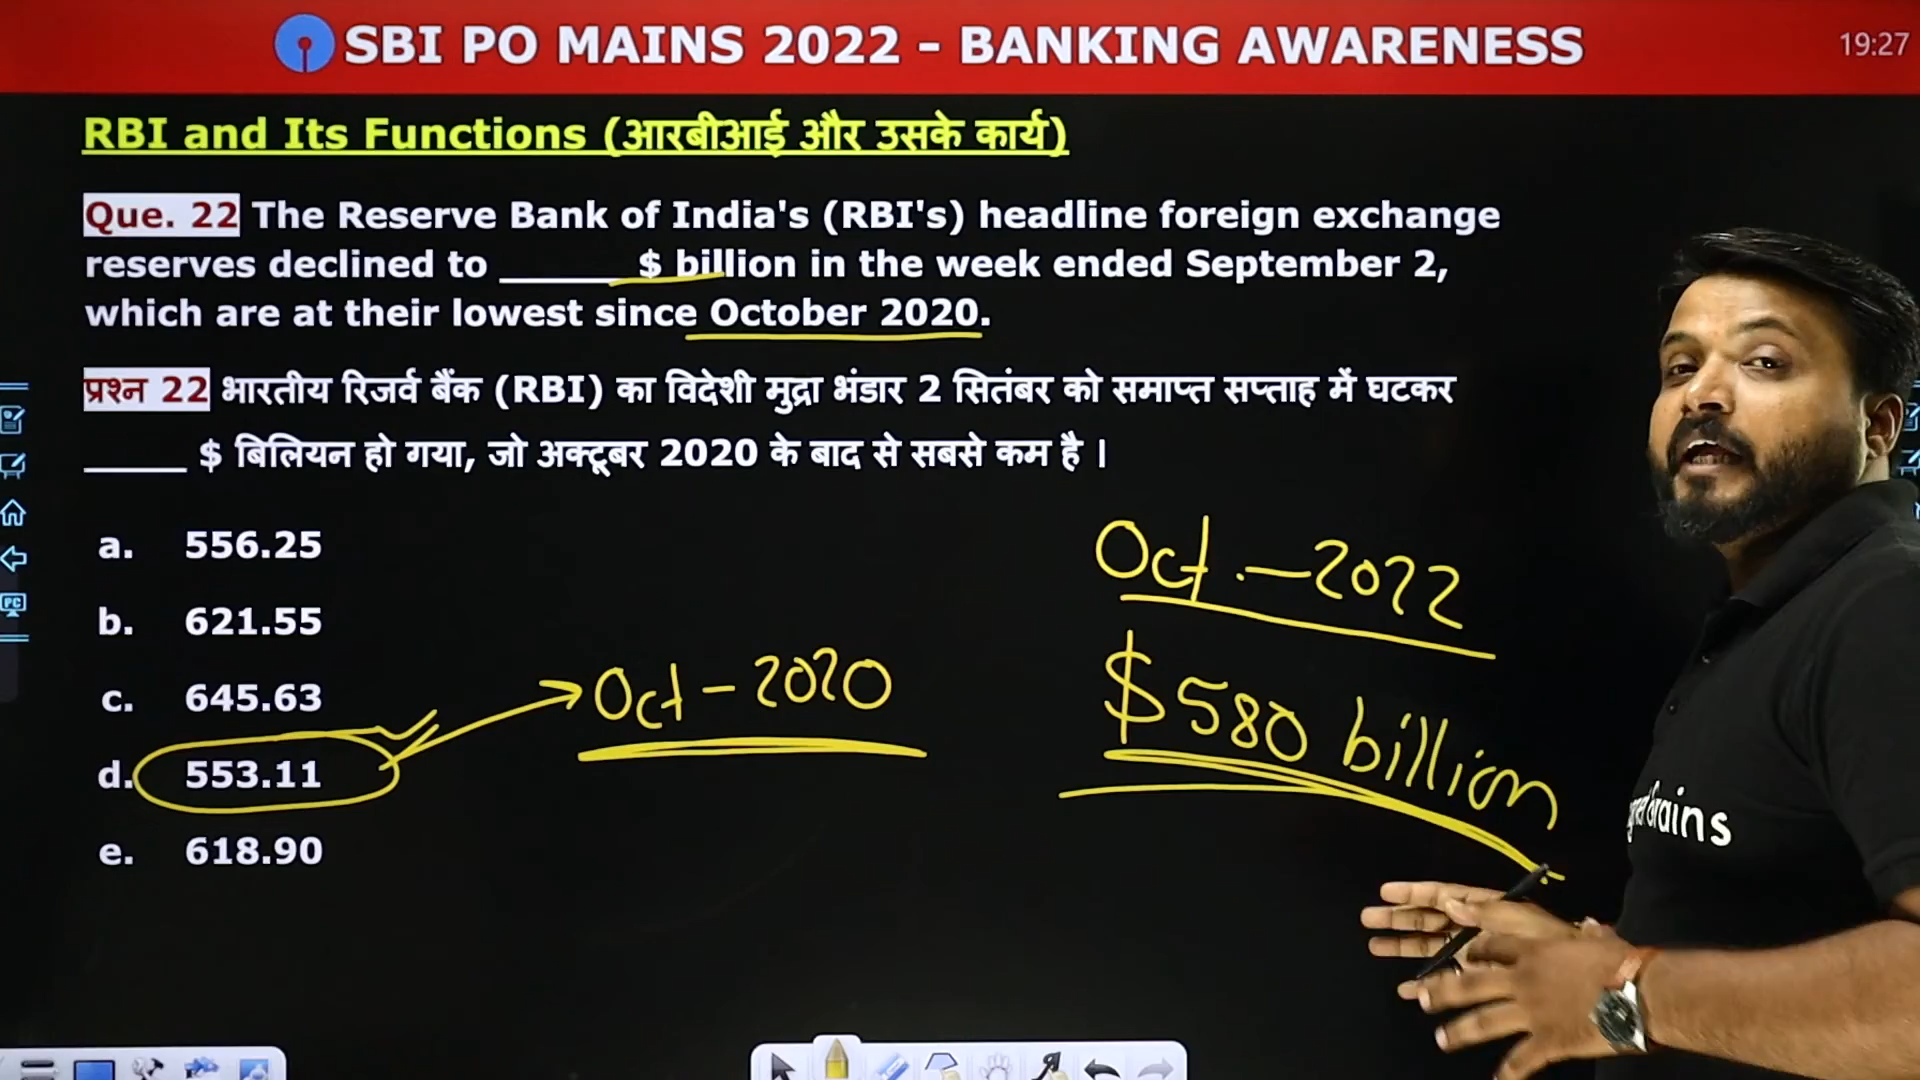 SBI PO MAINS 2022 - BANKING AWARENESS
19:27
RBI and Its Functions (आरबीआई और उसके कार्य)
Que. 22 The Reserve Bank of India's (RBI's) headline foreign exchange
reserves declined to ______ $ billion in the week ended September 2,
which are at their lowest since October 2020.
प्रश्न 22 भारतीय रिजर्व बैंक (RBI) का विदेशी मुद्रा भंडार 2 सितंबर को समाप्त सप्ताह में घटकर
_____ $ बिलियन हो गया, जो अक्टूबर 2020 के बाद से सबसे कम है ।
a. 556.25
b. 621.55
c. 645.63
d. 553.11
e. 618.90
Oct - 2020
Oct. - 2022
$580 billion
PC